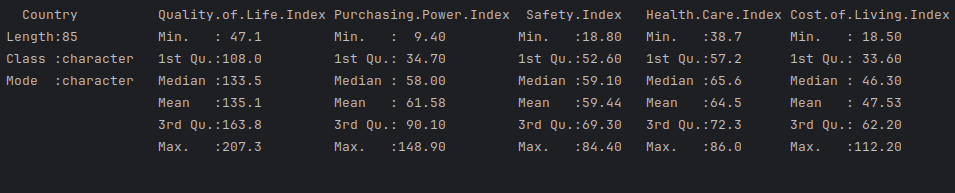 Country Quality.of.Life.Index Purchasing.Power.Index Safety.Index Health.Care.Index Cost.of.Living.Index
Length:85 Min. : 47.1 Min. : 9.40 Min. :18.80 Min. :38.7 Min. : 18.50
Class :character 1st Qu.:108.0 1st Qu.: 34.70 1st Qu.:52.60 1st Qu.:57.2 1st Qu.: 33.60
Mode :character Median :133.5 Median : 58.00 Median :59.10 Median :65.6 Median : 46.30
Mean :135.1 Mean : 61.58 Mean :59.44 Mean :64.5 Mean : 47.53
3rd Qu.:163.8 3rd Qu.: 90.10 3rd Qu.:69.30 3rd Qu.:72.3 3rd Qu.: 62.20
Max. :207.3 Max. :148.90 Max. :84.40 Max. :86.0 Max. :112.20